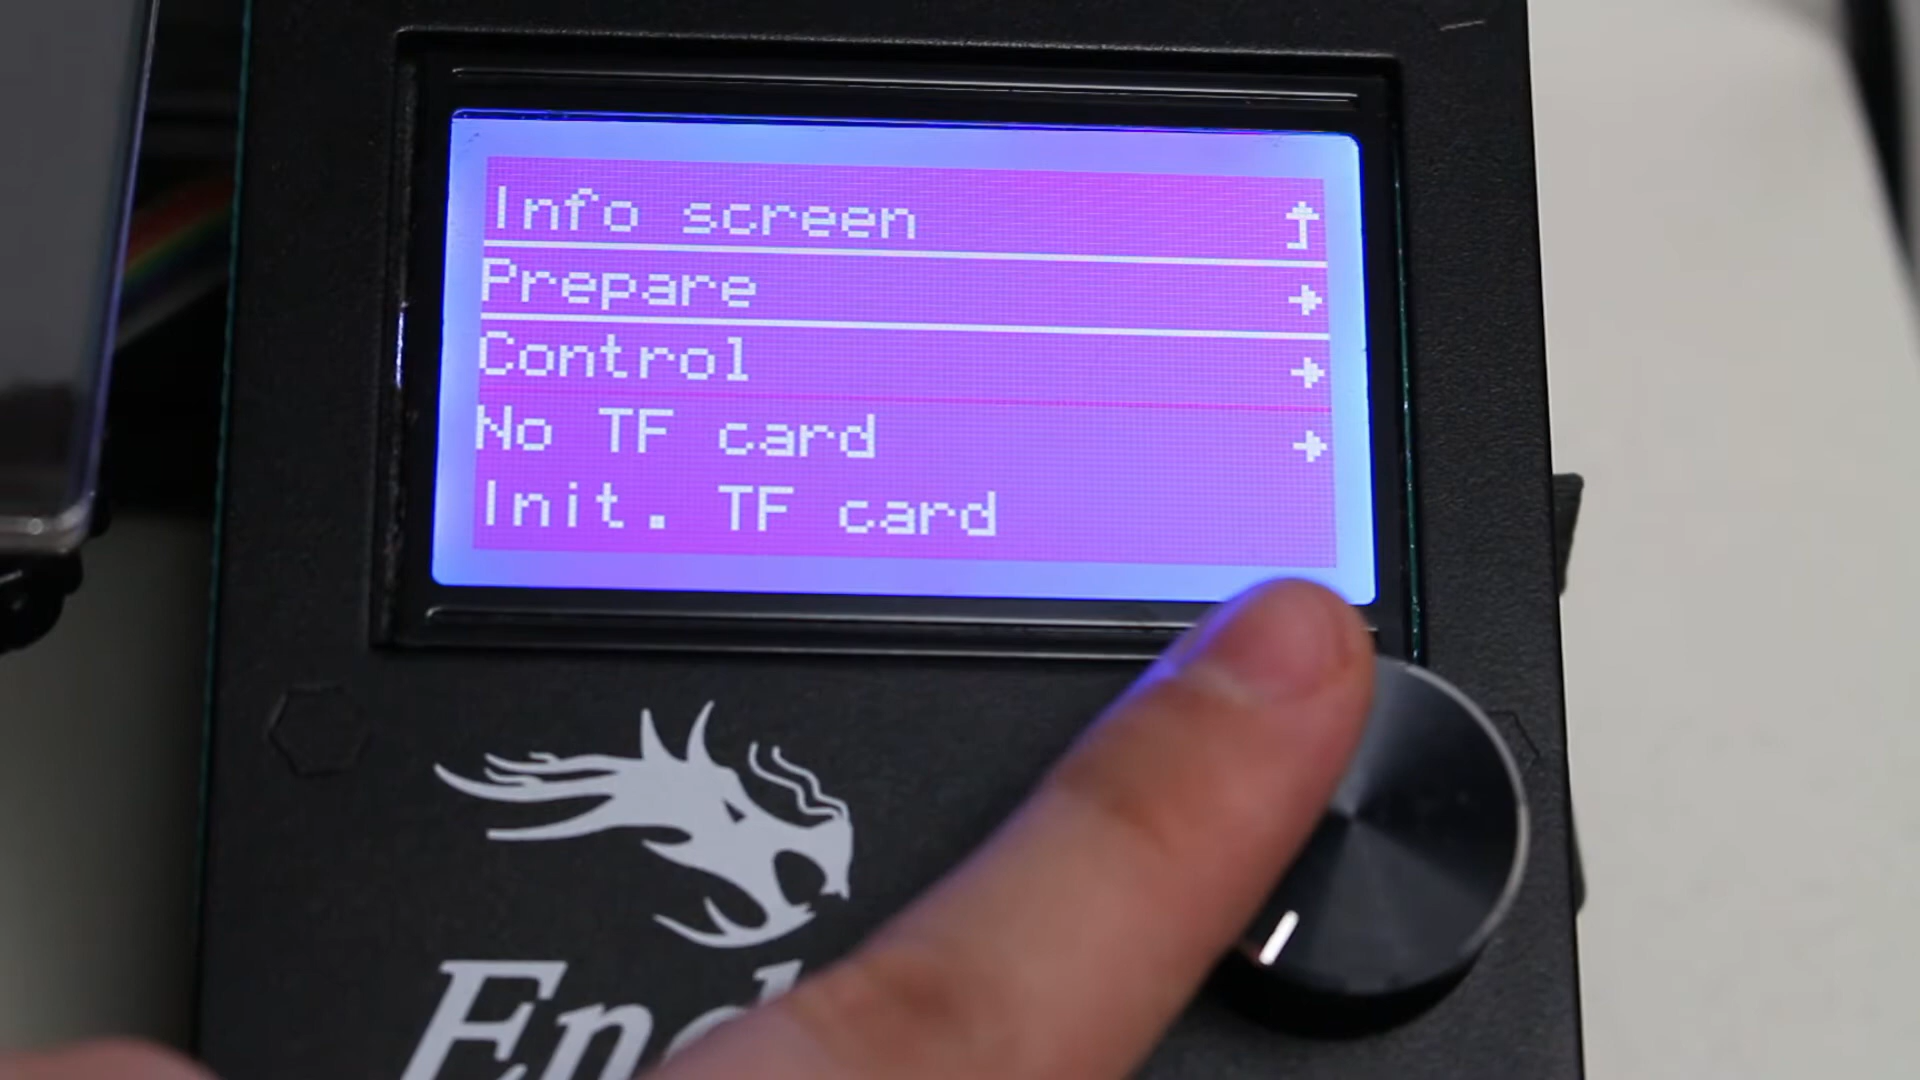 Info screen
Prepare
Control
No TF card
Init. TF card